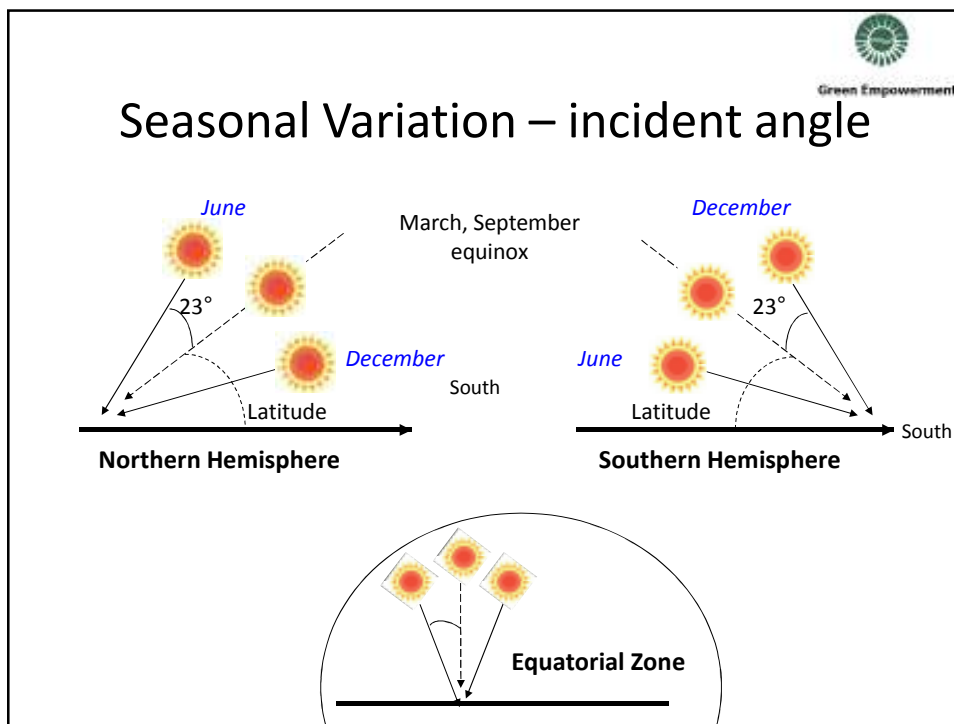 Green Empowerment
Seasonal Variation – incident angle
June
March, September
equinox
23°
December
South
Latitude
Northern Hemisphere
December
23°
June
Latitude
South
Southern Hemisphere
Equatorial Zone